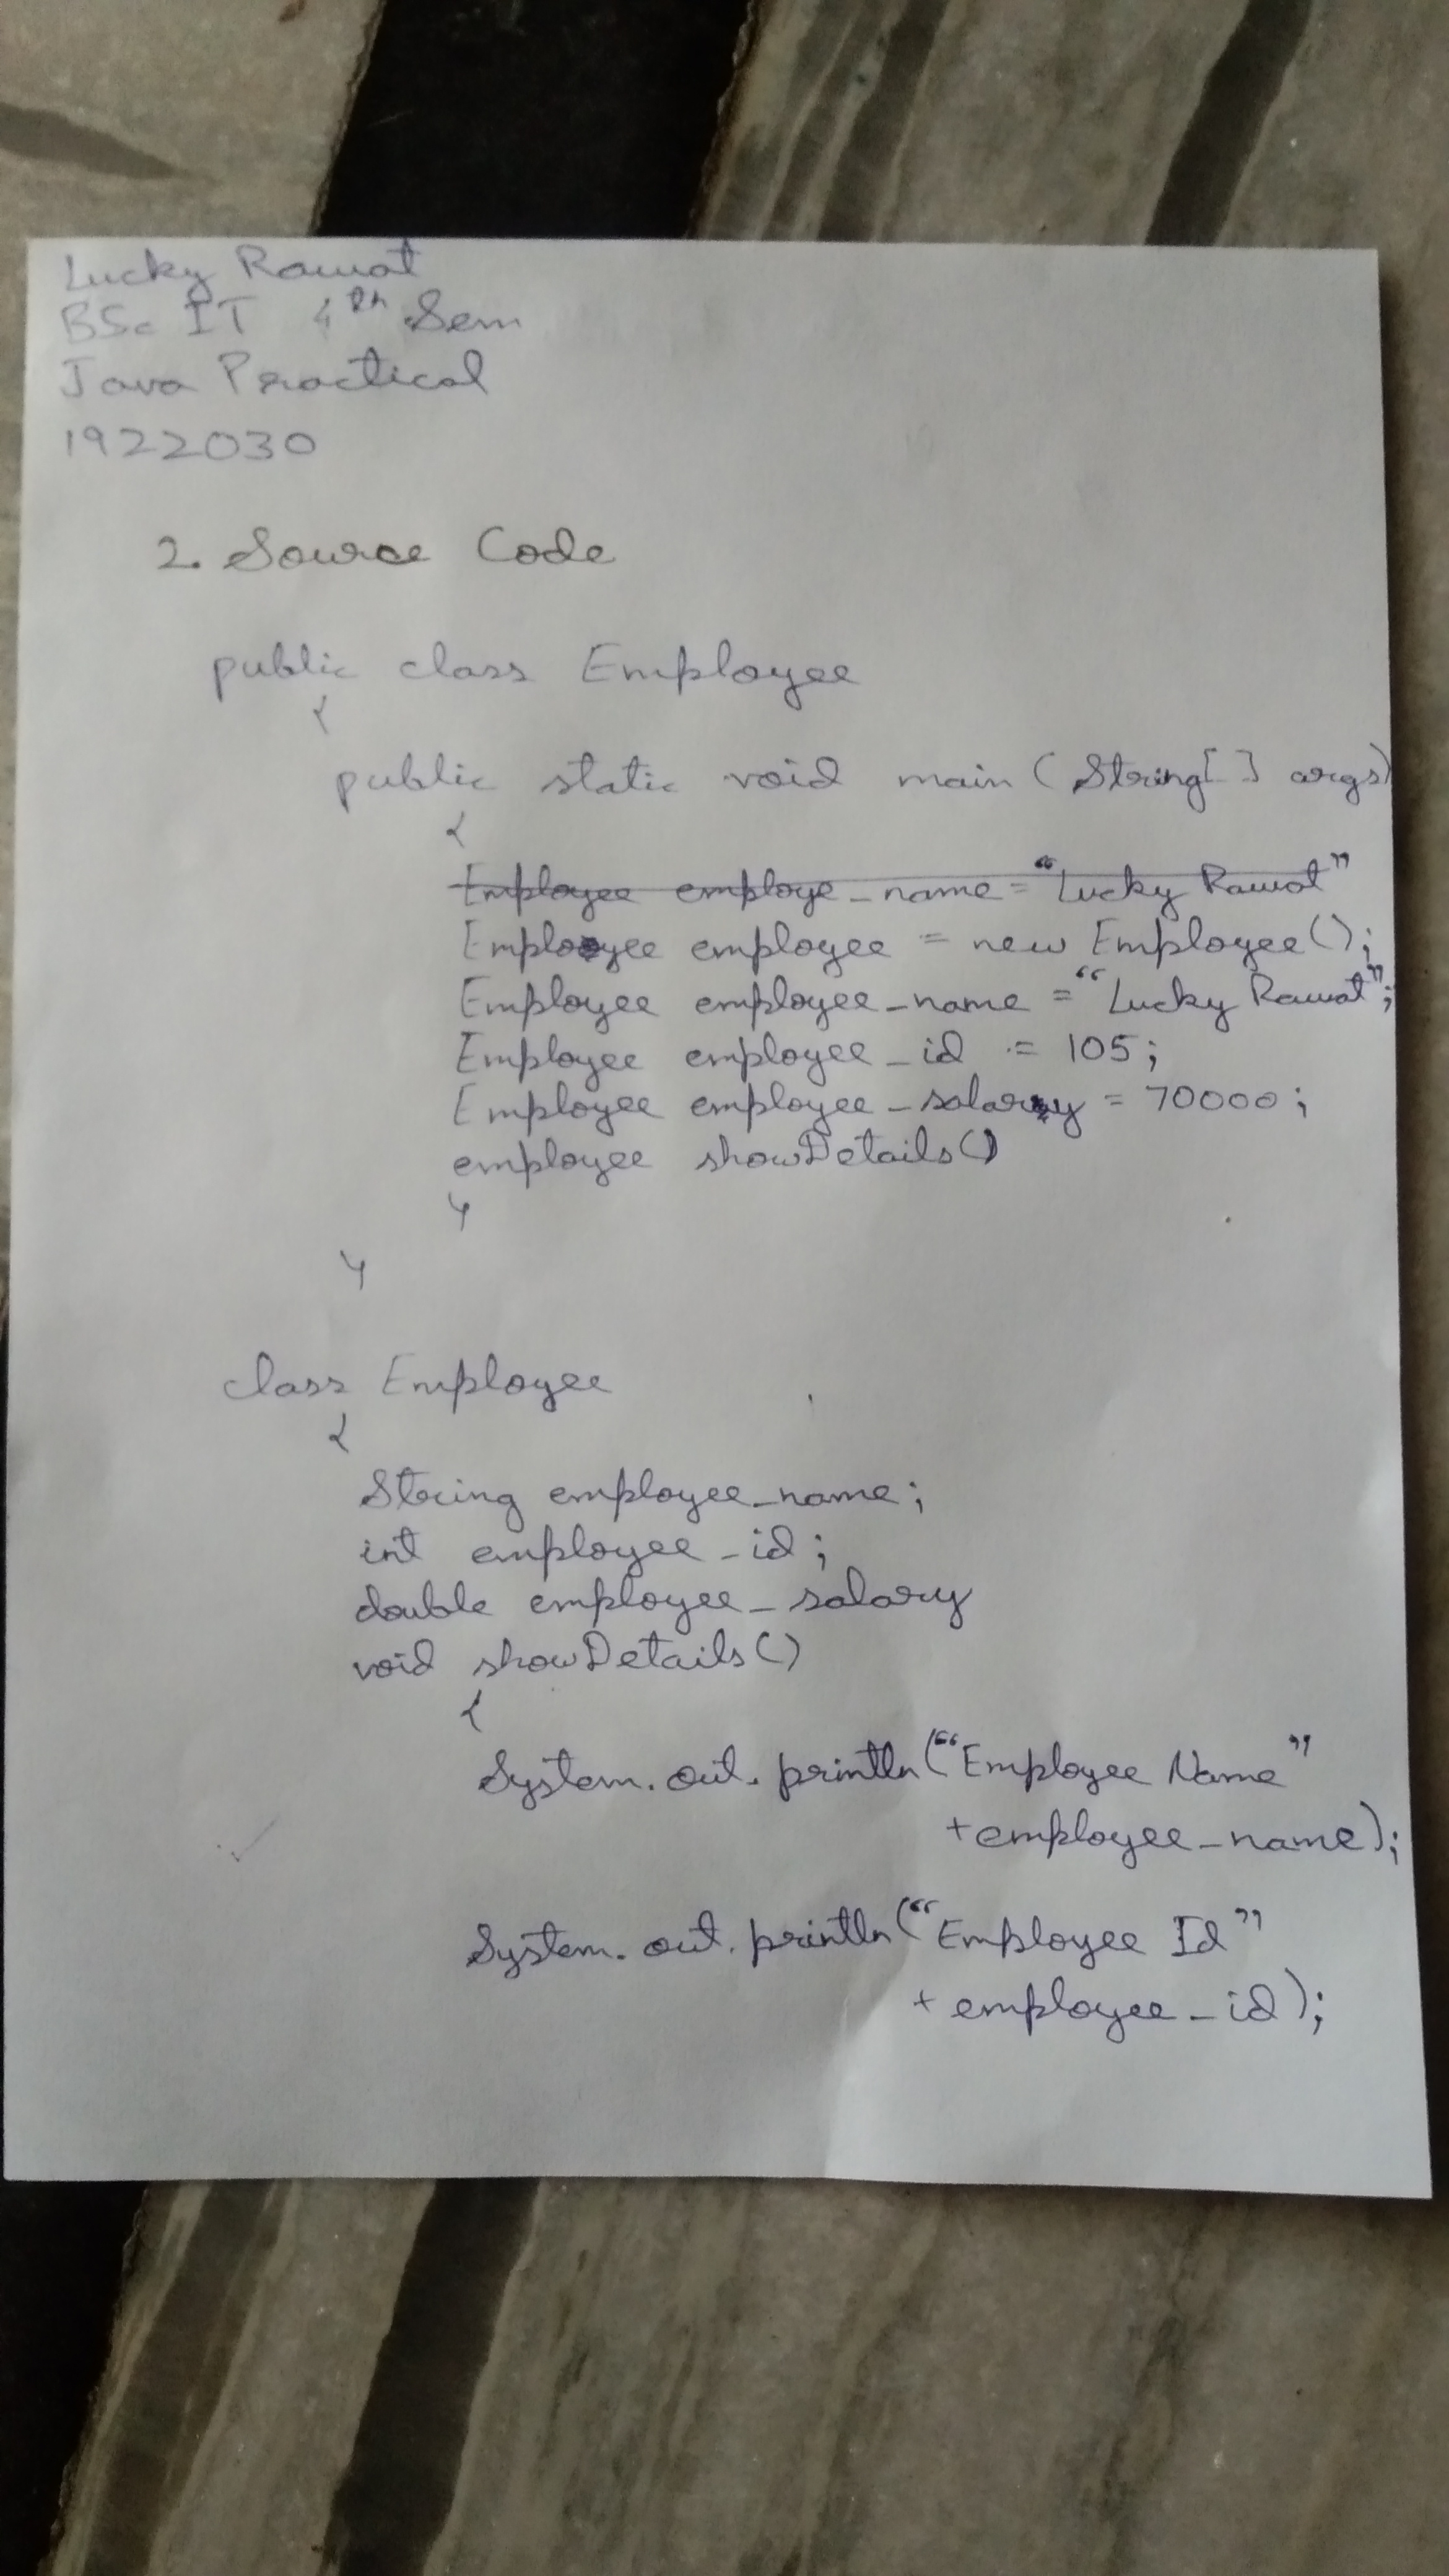 Lucky Rawat
BSc IT 4th Sem
Java Practical
1922030
2. Source Code
public class Employee
{
public static void main (String[ ] args)
{
Employee employe_name = "Lucky Rawat"
Employee employee = new Employee();
Employee employee_name = "Lucky Rawat";
Employee employee_id = 105;
Employee employee_salary = 70000;
employee showDetails()
}
}
class Employee
{
String employee_name;
int employee_id;
double employee_salary
void showDetails()
{
System.out.println("Employee Name"
+employee_name);
System.out.println("Employee Id"
+ employee_id);